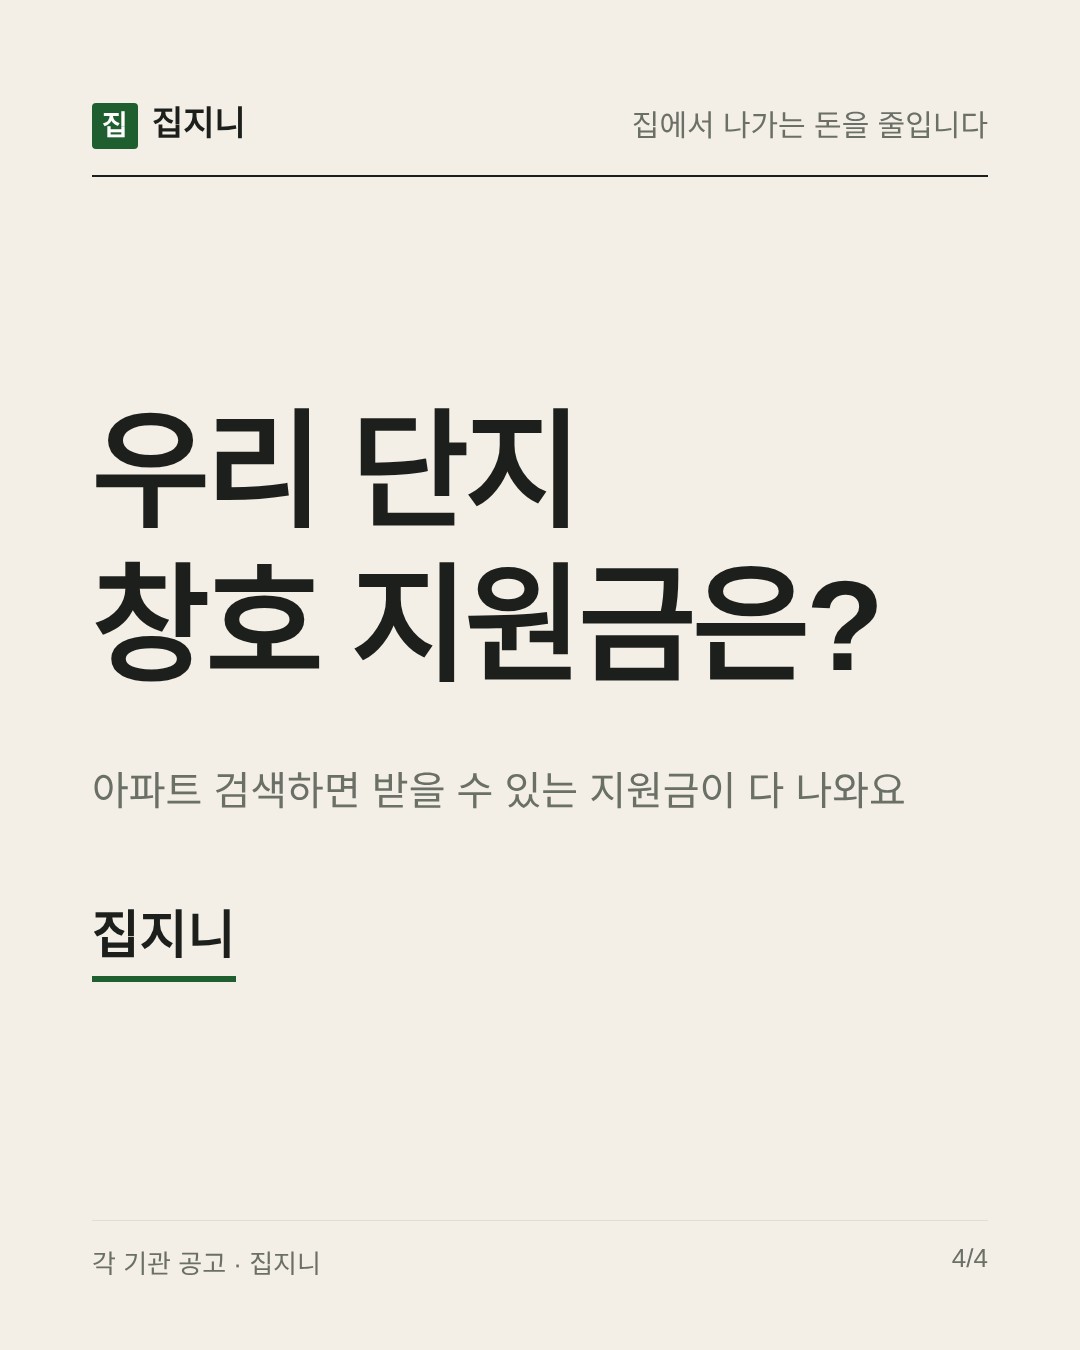 집 집지니
집에서 나가는 돈을 줄입니다
우리 단지
창호 지원금은?
아파트 검색하면 받을 수 있는 지원금이 다 나와요
집지니
각 기관 공고 · 집지니
4/4